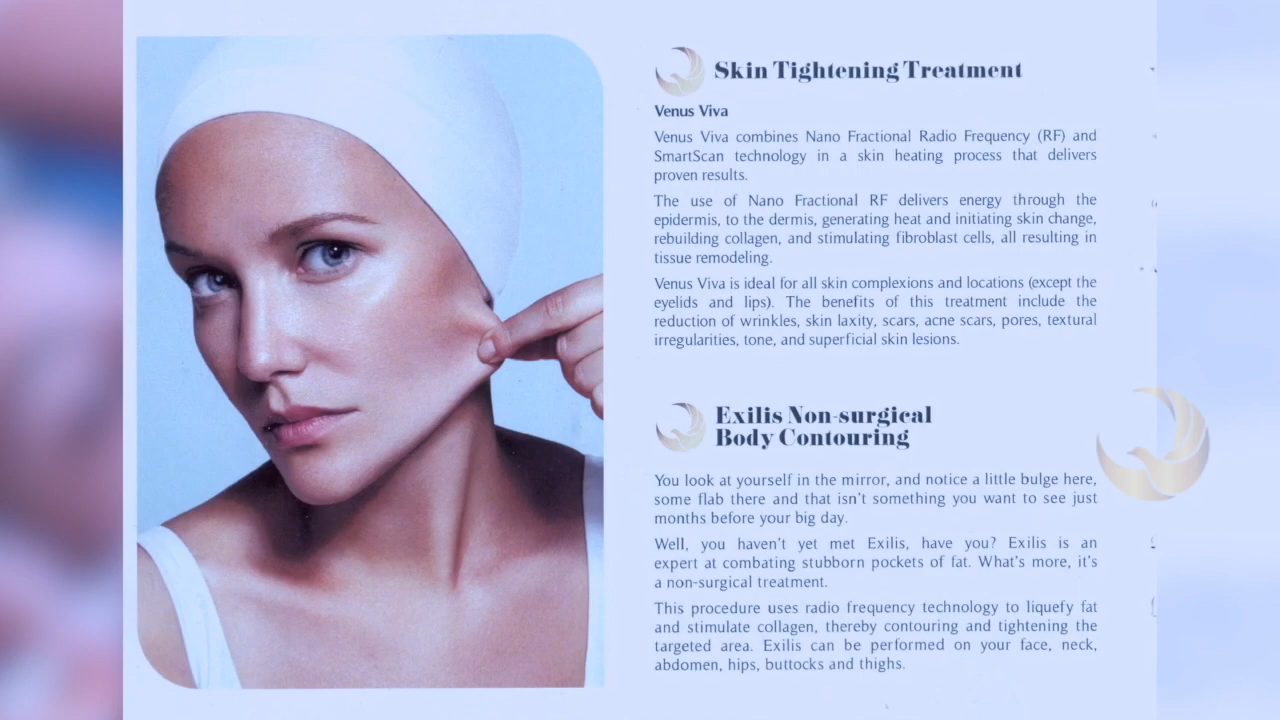 Skin Tightening Treatment
Venus Viva
Venus Viva combines Nano Fractional Radio Frequency (RF) and
SmartScan technology in a skin heating process that delivers
proven results.
The use of Nano Fractional RF delivers energy through the
epidermis, to the dermis, generating heat and initiating skin change,
rebuilding collagen, and stimulating fibroblast cells, all resulting in
tissue remodeling.
Venus Viva is ideal for all skin complexions and locations (except the
eyelids and lips). The benefits of this treatment include the
reduction of wrinkles, skin laxity, scars, acne scars, pores, textural
irregularities, tone, and superficial skin lesions.
Exilis Non-surgical
Body Contouring
You look at yourself in the mirror, and notice a little bulge here,
some flab there and that isn't something you want to see just
months before your big day.
Well, you haven't yet met Exilis, have you? Exilis is an
expert at combating stubborn pockets of fat. What's more, it's
a non-surgical treatment.
This procedure uses radio frequency technology to liquefy fat
and stimulate collagen, thereby contouring and tightening the
targeted area. Exilis can be performed on your face, neck,
abdomen, hips, buttocks and thighs.